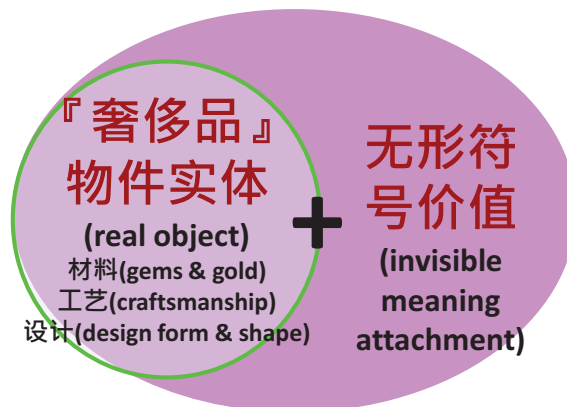 『奢侈品』
物件实体
(real object)
材料(gems & gold)
工艺(craftsmanship)
设计(design form & shape)
+
无形符
号价值
(invisible
meaning
attachment)